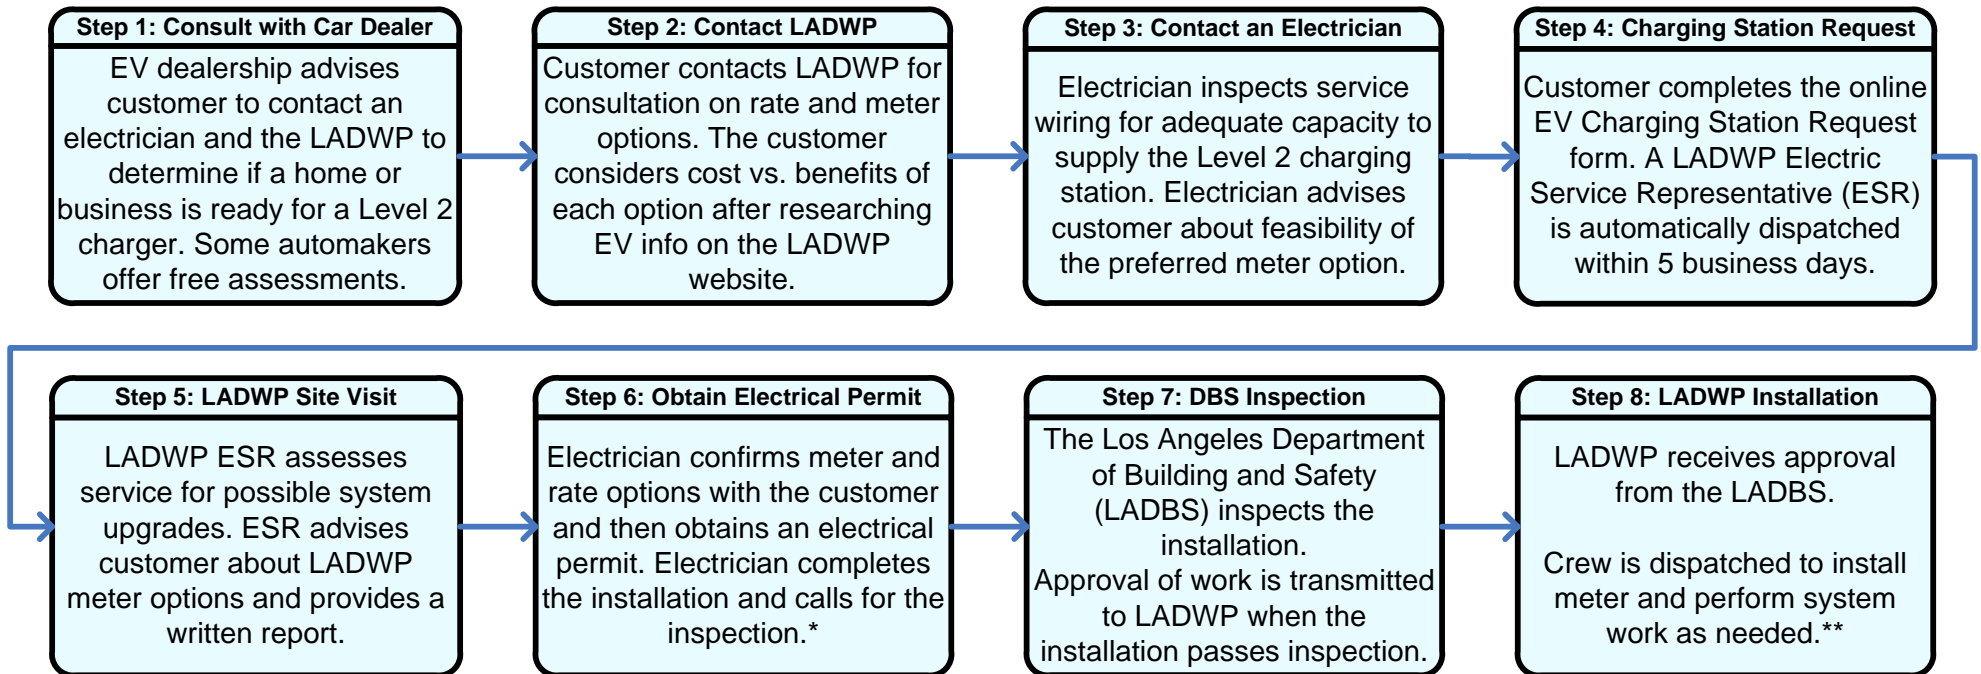 Step 1: Consult with Car Dealer
EV dealership advises
customer to contact an
electrician and the LADWP to
determine if a home or
business is ready for a Level 2
charger. Some automakers
offer free assessments.
Step 2: Contact LADWP
Customer contacts LADWP for
consultation on rate and meter
options. The customer
considers cost vs. benefits of
each option after researching
EV info on the LADWP
website.
Step 3: Contact an Electrician
Electrician inspects service
wiring for adequate capacity to
supply the Level 2 charging
station. Electrician advises
customer about feasibility of
the preferred meter option.
Step 4: Charging Station Request
Customer completes the online
EV Charging Station Request
form. A LADWP Electric
Service Representative (ESR)
is automatically dispatched
within 5 business days.
Step 5: LADWP Site Visit
LADWP ESR assesses
service for possible system
upgrades. ESR advises
customer about LADWP
meter options and provides a
written report.
Step 6: Obtain Electrical Permit
Electrician confirms meter and
rate options with the customer
and then obtains an electrical
permit. Electrician completes
the installation and calls for the
inspection.*
Step 7: DBS Inspection
The Los Angeles Department
of Building and Safety
(LADBS) inspects the
installation.
Approval of work is transmitted
to LADWP when the
installation passes inspection.
Step 8: LADWP Installation
LADWP receives approval
from the LADBS.
Crew is dispatched to install
meter and perform system
work as needed.**